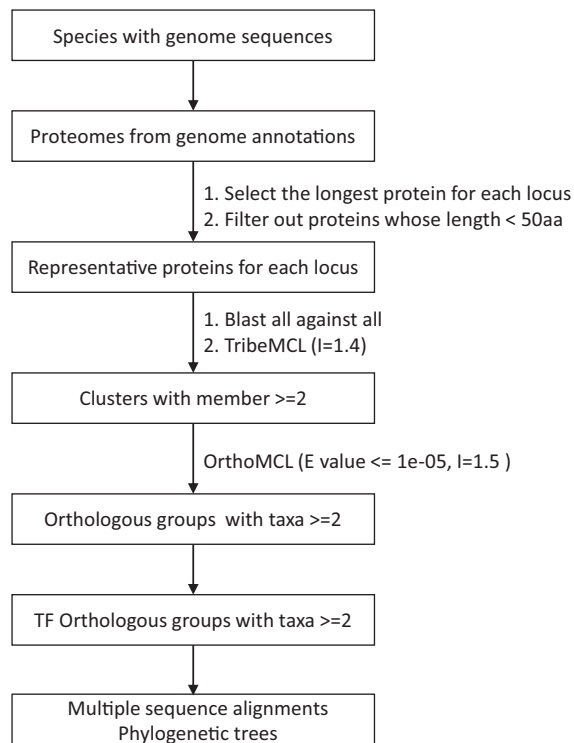 Species with genome sequences
Proteomes from genome annotations
1. Select the longest protein for each locus
2. Filter out proteins whose length < 50aa
Representative proteins for each locus
1. Blast all against all
2. TribeMCL (I=1.4)
Clusters with member >=2
OrthoMCL (E value <= 1e-05, I=1.5 )
Orthologous groups with taxa >=2
TF Orthologous groups with taxa >=2
Multiple sequence alignments
Phylogenetic trees